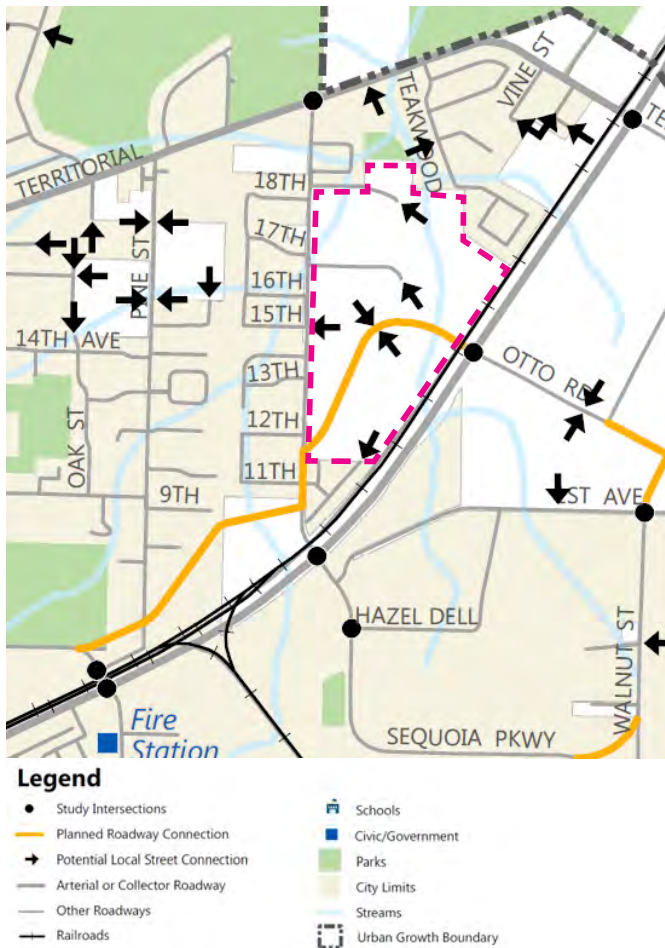 VINE ST
TEAKWOOD
TE
TERRITORIAL
18TH
17TH
16TH
15TH
PINE ST
14TH AVE
13TH
OTTO RD
12TH
OAK ST
11TH
9TH
1ST AVE
HAZEL DELL
WALNUT ST
Fire
Station
SEQUOIA PKWY
Legend
Study Intersections
Planned Roadway Connection
Potential Local Street Connection
Arterial or Collector Roadway
Other Roadways
Railroads
Schools
Civic/Government
Parks
City Limits
Streams
Urban Growth Boundary